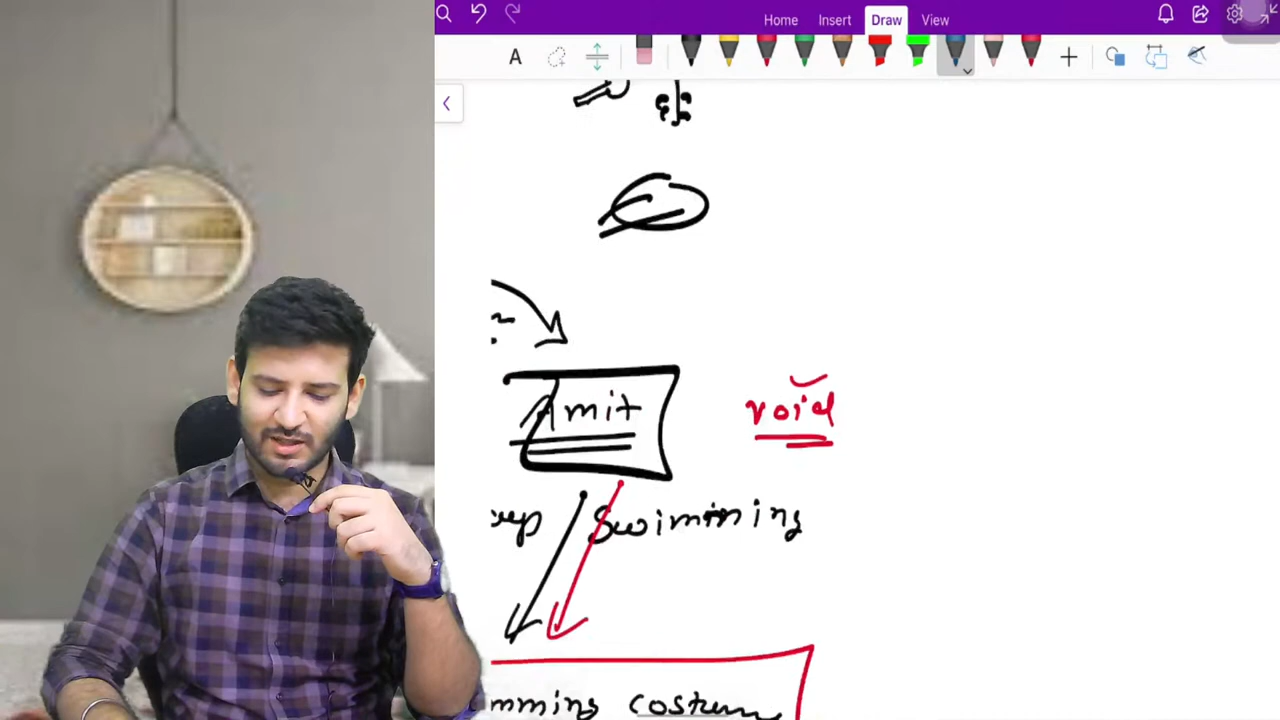 Home Insert Draw View
A
Amit void
Swimming
mming costum